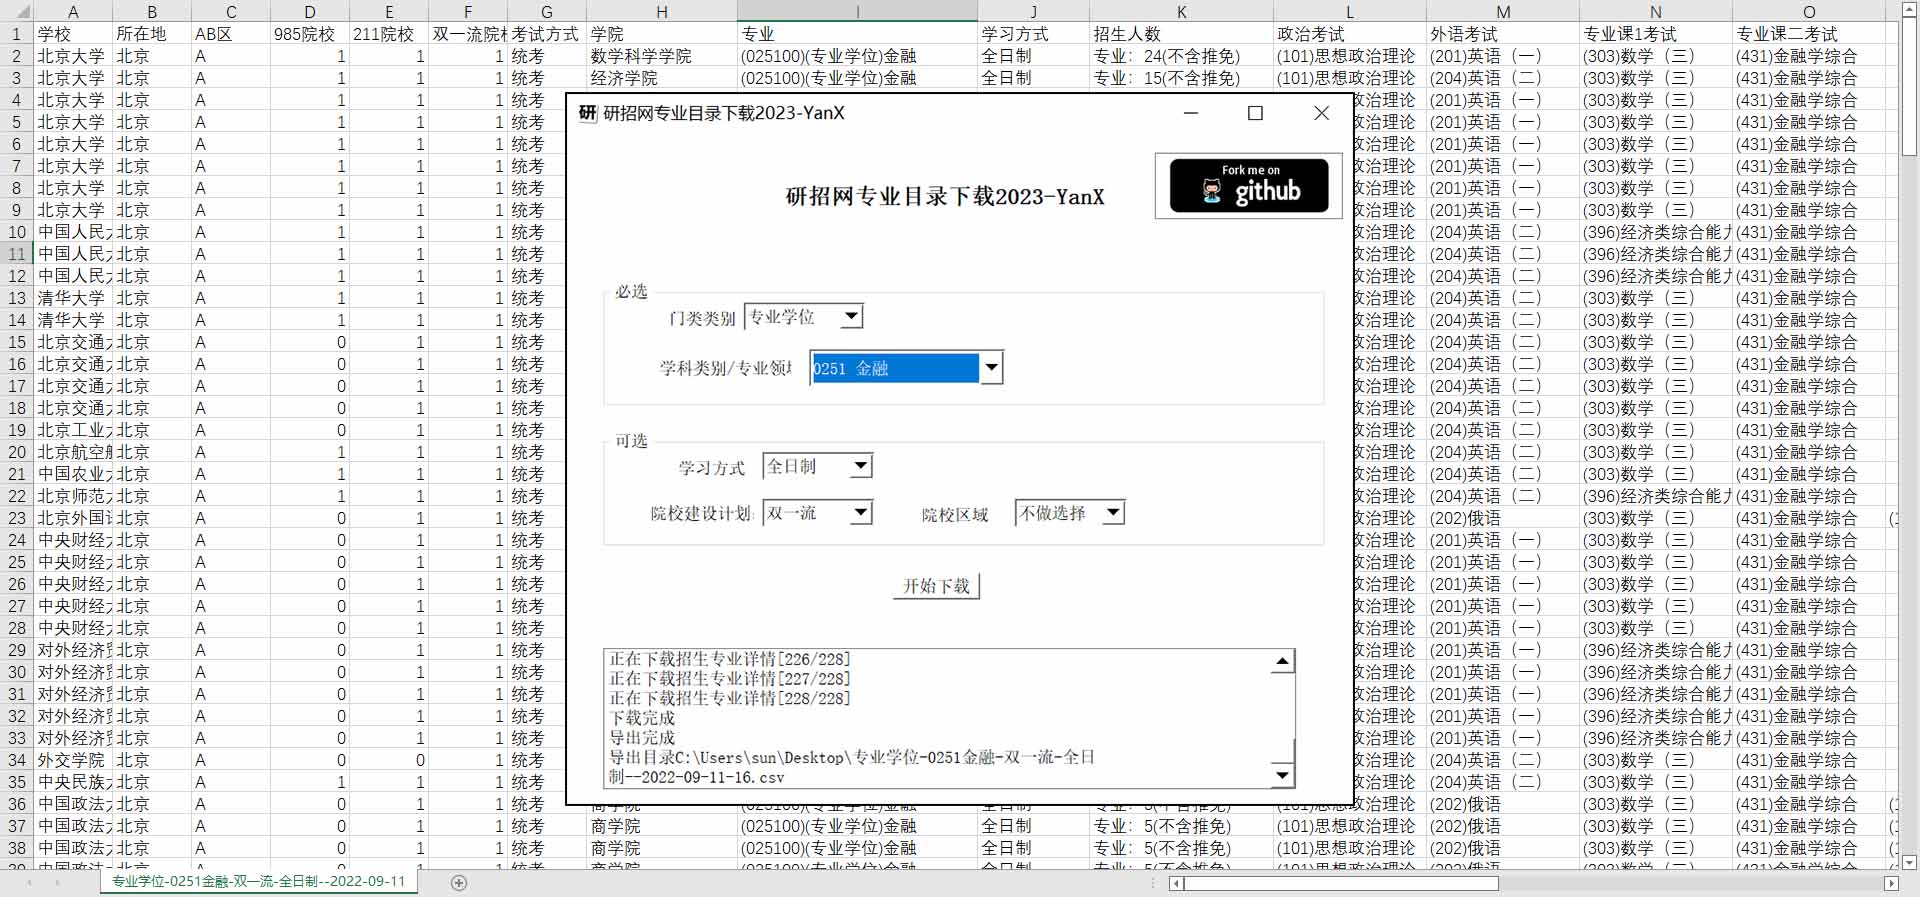 A B C D E F G H I J K L M N O
1 学校 所在地 AB区 985院校 211院校 双一流院 考试方式 学院 专业 学习方式 招生人数 政治考试 外语考试 专业课1考试 专业课二考试
2 北京大学 北京 A 1 1 1 统考 数学科学学院 (025100)(专业学位)金融 全日制 专业：24(不含推免) (101)思想政治理论 (201)英语（一） (303)数学（三） (431)金融学综合
3 北京大学 北京 A 1 1 1 统考 经济学院 (025100)(专业学位)金融 全日制 专业：15(不含推免) (101)思想政治理论 (204)英语（二） (303)数学（三） (431)金融学综合
4 北京大学 北京 A 1 1 1 统考 政治理论 (201)英语（一） (303)数学（三） (431)金融学综合
5 北京大学 北京 A 1 1 1 统考 政治理论 (201)英语（一） (303)数学（三） (431)金融学综合
6 北京大学 北京 A 1 1 1 统考 政治理论 (201)英语（一） (303)数学（三） (431)金融学综合
7 北京大学 北京 A 1 1 1 统考 政治理论 (201)英语（一） (303)数学（三） (431)金融学综合
8 北京大学 北京 A 1 1 1 统考 政治理论 (201)英语（一） (303)数学（三） (431)金融学综合
9 北京大学 北京 A 1 1 1 统考 政治理论 (201)英语（一） (303)数学（三） (431)金融学综合
10 中国人民 北京 A 1 1 1 统考 政治理论 (204)英语（二） (396)经济类综合能 (431)金融学综合
11 中国人民 北京 A 1 1 1 统考 政治理论 (204)英语（二） (396)经济类综合能 (431)金融学综合
12 中国人民 北京 A 1 1 1 统考 政治理论 (204)英语（二） (396)经济类综合能 (431)金融学综合
13 清华大学 北京 A 1 1 1 统考 政治理论 (204)英语（二） (303)数学（三） (431)金融学综合
14 清华大学 北京 A 1 1 1 统考 政治理论 (204)英语（二） (303)数学（三） (431)金融学综合
15 北京交通 北京 A 0 1 1 统考 政治理论 (204)英语（二） (303)数学（三） (431)金融学综合
16 北京交通 北京 A 0 1 1 统考 政治理论 (204)英语（二） (303)数学（三） (431)金融学综合
17 北京交通 北京 A 0 1 1 统考 政治理论 (204)英语（二） (303)数学（三） (431)金融学综合
18 北京交通 北京 A 0 1 1 统考 政治理论 (204)英语（二） (303)数学（三） (431)金融学综合
19 北京工业 北京 A 0 1 1 统考 政治理论 (204)英语（二） (303)数学（三） (431)金融学综合
20 北京航空 北京 A 1 1 1 统考 政治理论 (204)英语（二） (303)数学（三） (431)金融学综合
21 中国农业 北京 A 1 1 1 统考 政治理论 (204)英语（二） (303)数学（三） (431)金融学综合
22 北京师范 北京 A 1 1 1 统考 政治理论 (204)英语（二） (396)经济类综合能 (431)金融学综合
23 北京外国 北京 A 0 1 1 统考 政治理论 (202)俄语 (303)数学（三） (431)金融学综合
24 中央财经 北京 A 0 1 1 统考 政治理论 (201)英语（一） (303)数学（三） (431)金融学综合
25 中央财经 北京 A 0 1 1 统考 政治理论 (201)英语（一） (303)数学（三） (431)金融学综合
26 中央财经 北京 A 0 1 1 统考 政治理论 (201)英语（一） (303)数学（三） (431)金融学综合
27 中央财经 北京 A 0 1 1 统考 政治理论 (201)英语（一） (303)数学（三） (431)金融学综合
28 中央财经 北京 A 0 1 1 统考 政治理论 (201)英语（一） (303)数学（三） (431)金融学综合
29 对外经济 北京 A 0 1 1 统考 政治理论 (201)英语（一） (396)经济类综合能 (431)金融学综合
30 对外经济 北京 A 0 1 1 统考 政治理论 (201)英语（一） (396)经济类综合能 (431)金融学综合
31 对外经济 北京 A 0 1 1 统考 政治理论 (201)英语（一） (396)经济类综合能 (431)金融学综合
32 对外经济 北京 A 0 1 1 统考 政治理论 (201)英语（一） (396)经济类综合能 (431)金融学综合
33 对外经济 北京 A 0 1 1 统考 政治理论 (201)英语（一） (396)经济类综合能 (431)金融学综合
34 外交学院 北京 A 0 0 1 统考 政治理论 (204)英语（二） (303)数学（三） (431)金融学综合
35 中央民族 北京 A 1 1 1 统考 政治理论 (204)英语（二） (303)数学（三） (431)金融学综合
36 中国政法 北京 A 0 1 1 统考 (202)俄语 (303)数学（三） (431)金融学综合
37 中国政法 北京 A 0 1 1 统考 商学院 (025100)(专业学位)金融 全日制 专业：5(不含推免) (101)思想政治理论 (202)俄语 (303)数学（三） (431)金融学综合
38 中国政法 北京 A 0 1 1 统考 商学院 (025100)(专业学位)金融 全日制 专业：5(不含推免) (101)思想政治理论 (202)俄语 (303)数学（三） (431)金融学综合
专业学位-0251金融-双一流-全日制--2022-09-11
研 研招网专业目录下载2023-YanX
研招网专业目录下载2023-YanX
Fork me on
github
必选
门类类别 专业学位
学科类别/专业领 0251 金融
可选
学习方式 全日制
院校建设计划: 双一流 院校区域 不做选择
开始下载
正在下载招生专业详情[226/228]
正在下载招生专业详情[227/228]
正在下载招生专业详情[228/228]
下载完成
导出完成
导出目录C:\Users\sun\Desktop\专业学位-0251金融-双一流-全日
制--2022-09-11-16.csv